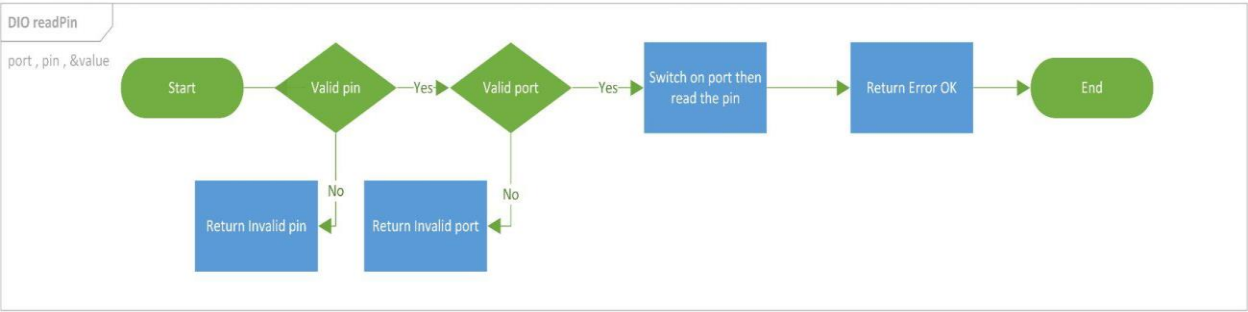 DIO readPin
port , pin , &value
Start
Valid pin
Yes
Valid port
Yes
Switch on port then
read the pin
Return Error OK
End
No
Return Invalid pin
No
Return Invalid port